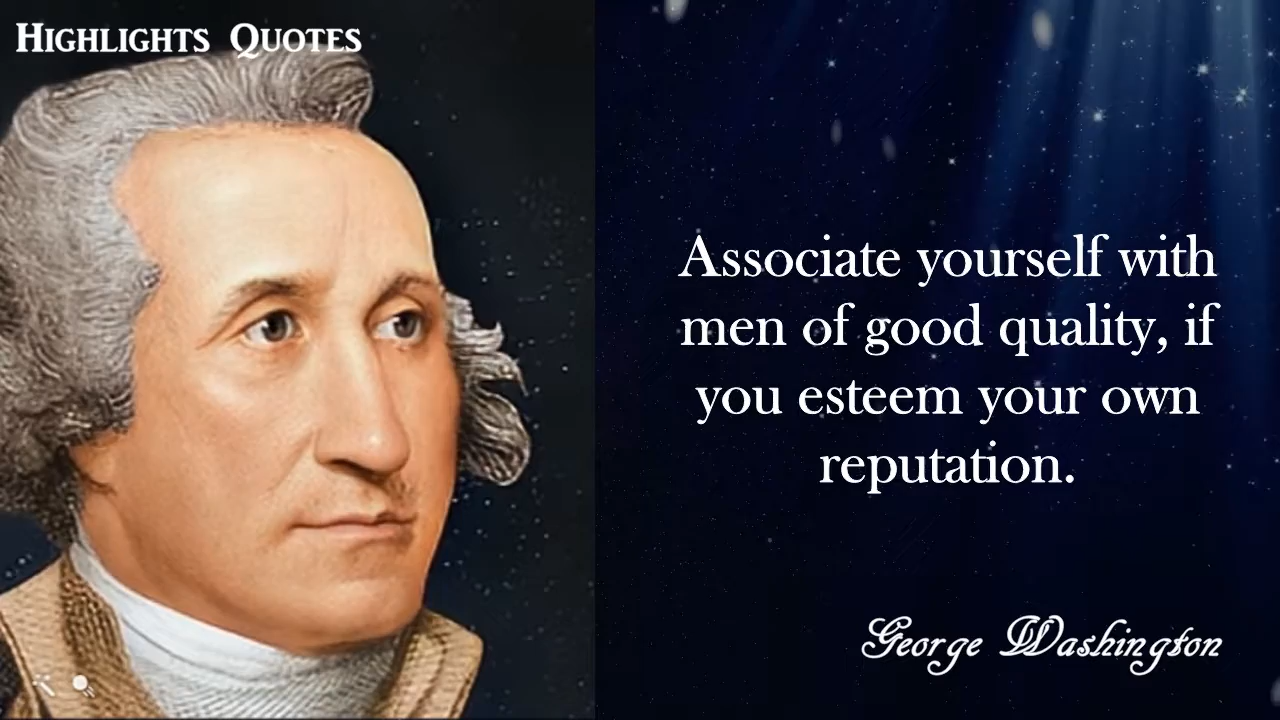 Highlights Quotes
Associate yourself with
men of good quality, if
you esteem your own
reputation.
George Washington